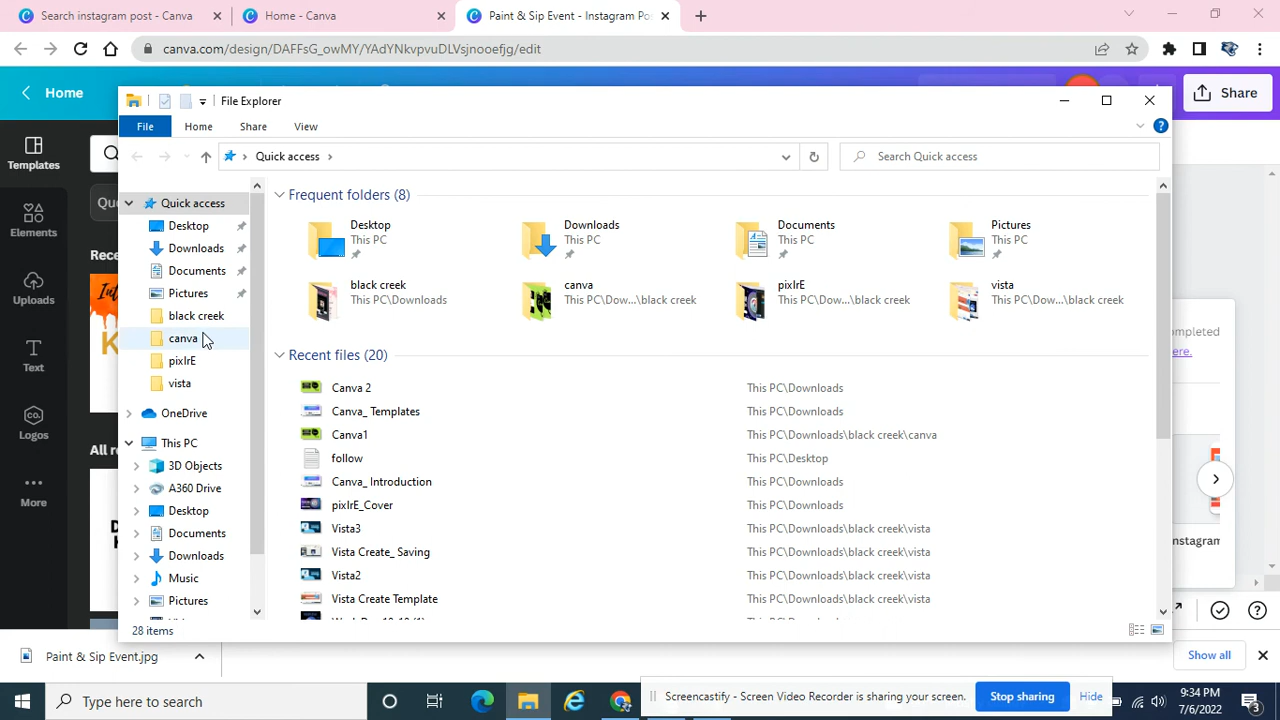 Search instagram post - Canva
Home - Canva
Paint & Sip Event - Instagram Po
canva.com/design/DAFFsG_owMY/YAdYNkvpvuDLVsjnooefjg/edit
Home
Share
File Explorer
File
Home
Share
View
Quick access
Search Quick access
Templates
Elements
Uploads
Text
Logos
More
Quick access
Desktop
Downloads
Documents
Pictures
black creek
canva
pixlrE
vista
OneDrive
This PC
3D Objects
A360 Drive
Desktop
Documents
Downloads
Music
Pictures
Frequent folders (8)
Desktop
This PC
Downloads
This PC
Documents
This PC
Pictures
This PC
black creek
This PC\Downloads
canva
This PC\Dow...\black creek
pixlrE
This PC\Dow...\black creek
vista
This PC\Dow...\black creek
Recent files (20)
Canva 2 This PC\Downloads
Canva_ Templates This PC\Downloads
Canva1 This PC\Downloads\black creek\canva
follow This PC\Desktop
Canva_ Introduction This PC\Downloads
pixlrE_Cover This PC\Downloads
Vista3 This PC\Downloads\black creek\vista
Vista Create_ Saving This PC\Downloads\black creek\vista
Vista2 This PC\Downloads\black creek\vista
Vista Create Template This PC\Downloads\black creek\vista
28 items
Rece
All r
ompleted
ere.
nstagram
Paint & Sip Event.jpg
Show all
Type here to search
Screencastify - Screen Video Recorder is sharing your screen.
Stop sharing
Hide
9:34 PM
7/6/2022
3